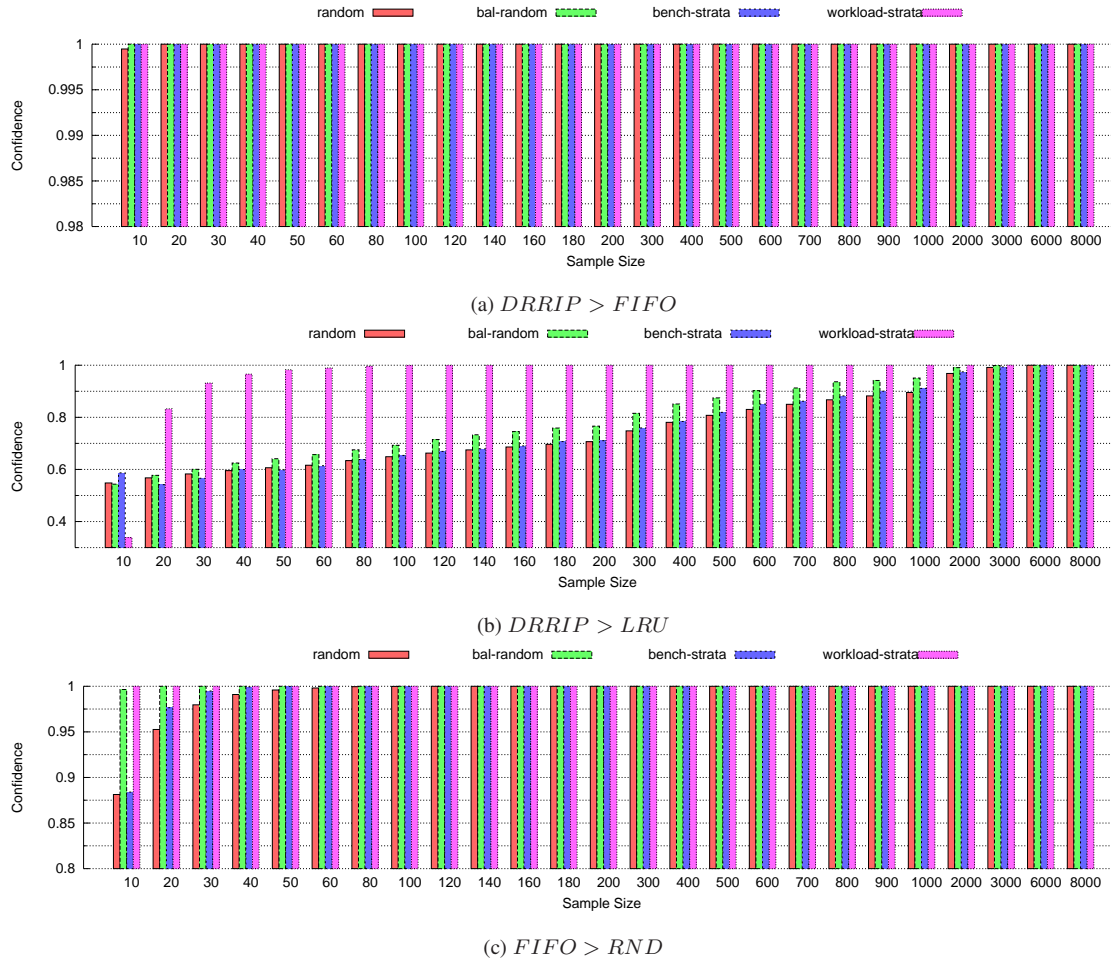 random bal-random bench-strata workload-strata
1
0.995
0.99
0.985
0.98
Confidence
10 20 30 40 50 60 80 100 120 140 160 180 200 300 400 500 600 700 800 900 1000 2000 3000 6000 8000
Sample Size
(a) DRRIP > FIFO
random bal-random bench-strata workload-strata
1
0.8
0.6
0.4
Confidence
10 20 30 40 50 60 80 100 120 140 160 180 200 300 400 500 600 700 800 900 1000 2000 3000 6000 8000
Sample Size
(b) DRRIP > LRU
random bal-random bench-strata workload-strata
1
0.95
0.9
0.85
0.8
Confidence
10 20 30 40 50 60 80 100 120 140 160 180 200 300 400 500 600 700 800 900 1000 2000 3000 6000 8000
Sample Size
(c) FIFO > RND